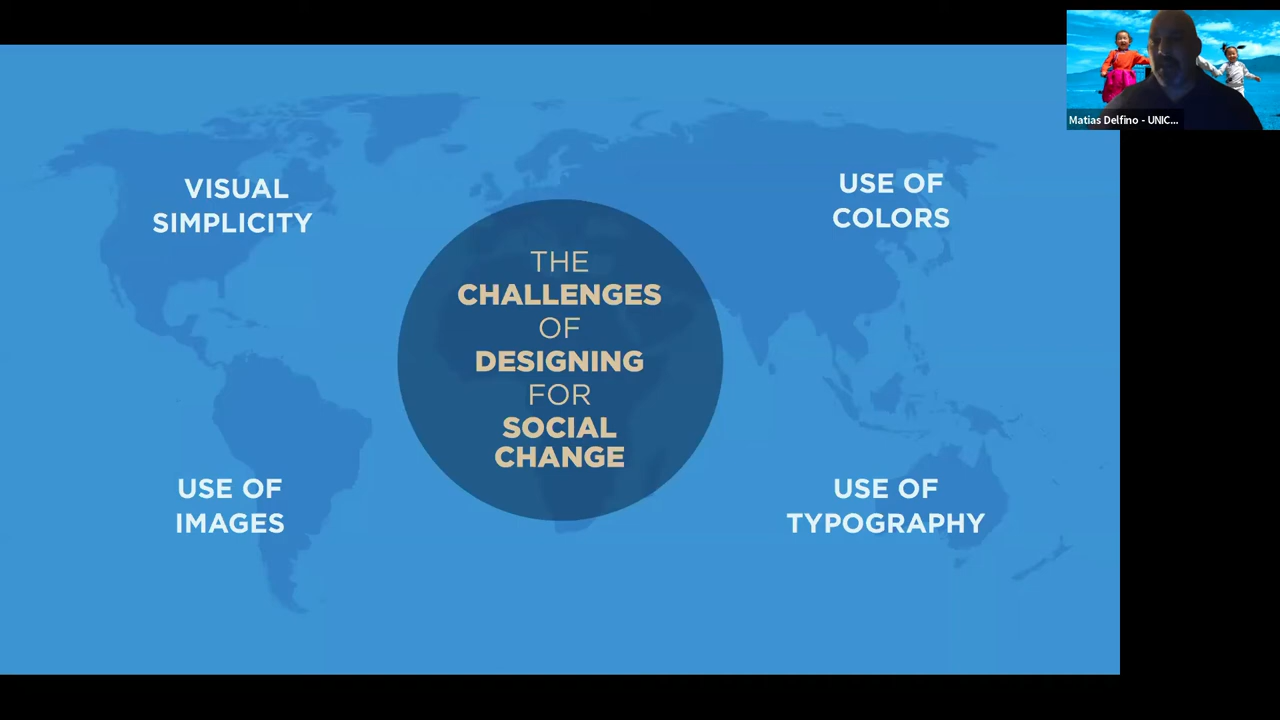 Matias Delfino - UNIC...
VISUAL
SIMPLICITY
USE OF
COLORS
THE
CHALLENGES
OF
DESIGNING
FOR
SOCIAL
CHANGE
USE OF
IMAGES
USE OF
TYPOGRAPHY